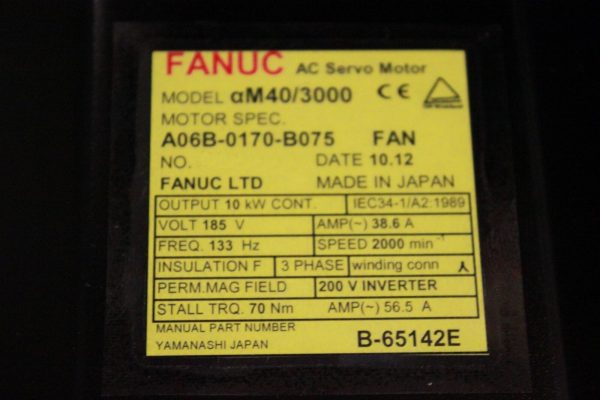 FANUC AC Servo Motor
MODEL αM40/3000 CE
MOTOR SPEC.
A06B-0170-B075 FAN
NO. DATE 10.12
FANUC LTD MADE IN JAPAN
OUTPUT 10 kW CONT. IEC34-1/A2:1989
VOLT 185 V AMP(~) 38.6 A
FREQ. 133 Hz SPEED 2000 min⁻¹
INSULATION F 3 PHASE winding conn
PERM.MAG FIELD 200 V INVERTER
STALL TRQ. 70 Nm AMP(~) 56.5 A
MANUAL PART NUMBER
YAMANASHI JAPAN B-65142E